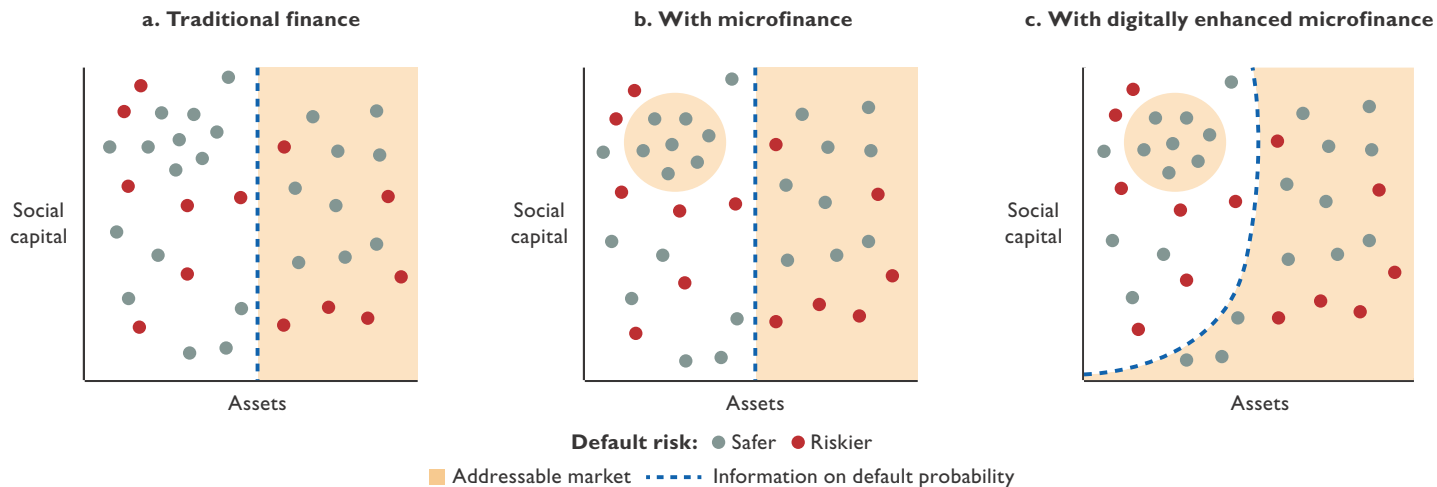 a. Traditional finance
Social
capital
Assets
b. With microfinance
Social
capital
Assets
c. With digitally enhanced microfinance
Social
capital
Assets
Default risk: Safer Riskier
Addressable market Information on default probability